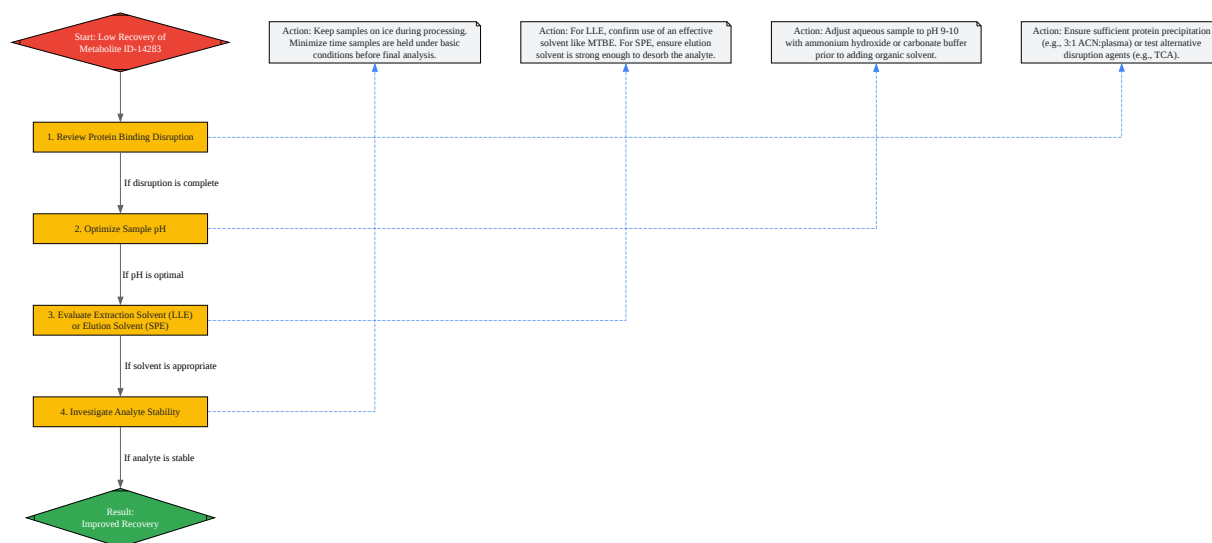 Start: Low Recovery of
Metabolite ID-14283
Action: Keep samples on ice during processing.
Minimize time samples are held under basic
conditions before final analysis.
Action: For LLE, confirm use of an effective
solvent like MTBE. For SPE, ensure elution
solvent is strong enough to desorb the analyte.
Action: Adjust aqueous sample to pH 9-10
with ammonium hydroxide or carbonate buffer
prior to adding organic solvent.
Action: Ensure sufficient protein precipitation
(e.g., 3:1 ACN:plasma) or test alternative
disruption agents (e.g., TCA).
1. Review Protein Binding Disruption
If disruption is complete
2. Optimize Sample pH
If pH is optimal
3. Evaluate Extraction Solvent (LLE)
or Elution Solvent (SPE)
If solvent is appropriate
4. Investigate Analyte Stability
If analyte is stable
Result:
Improved Recovery